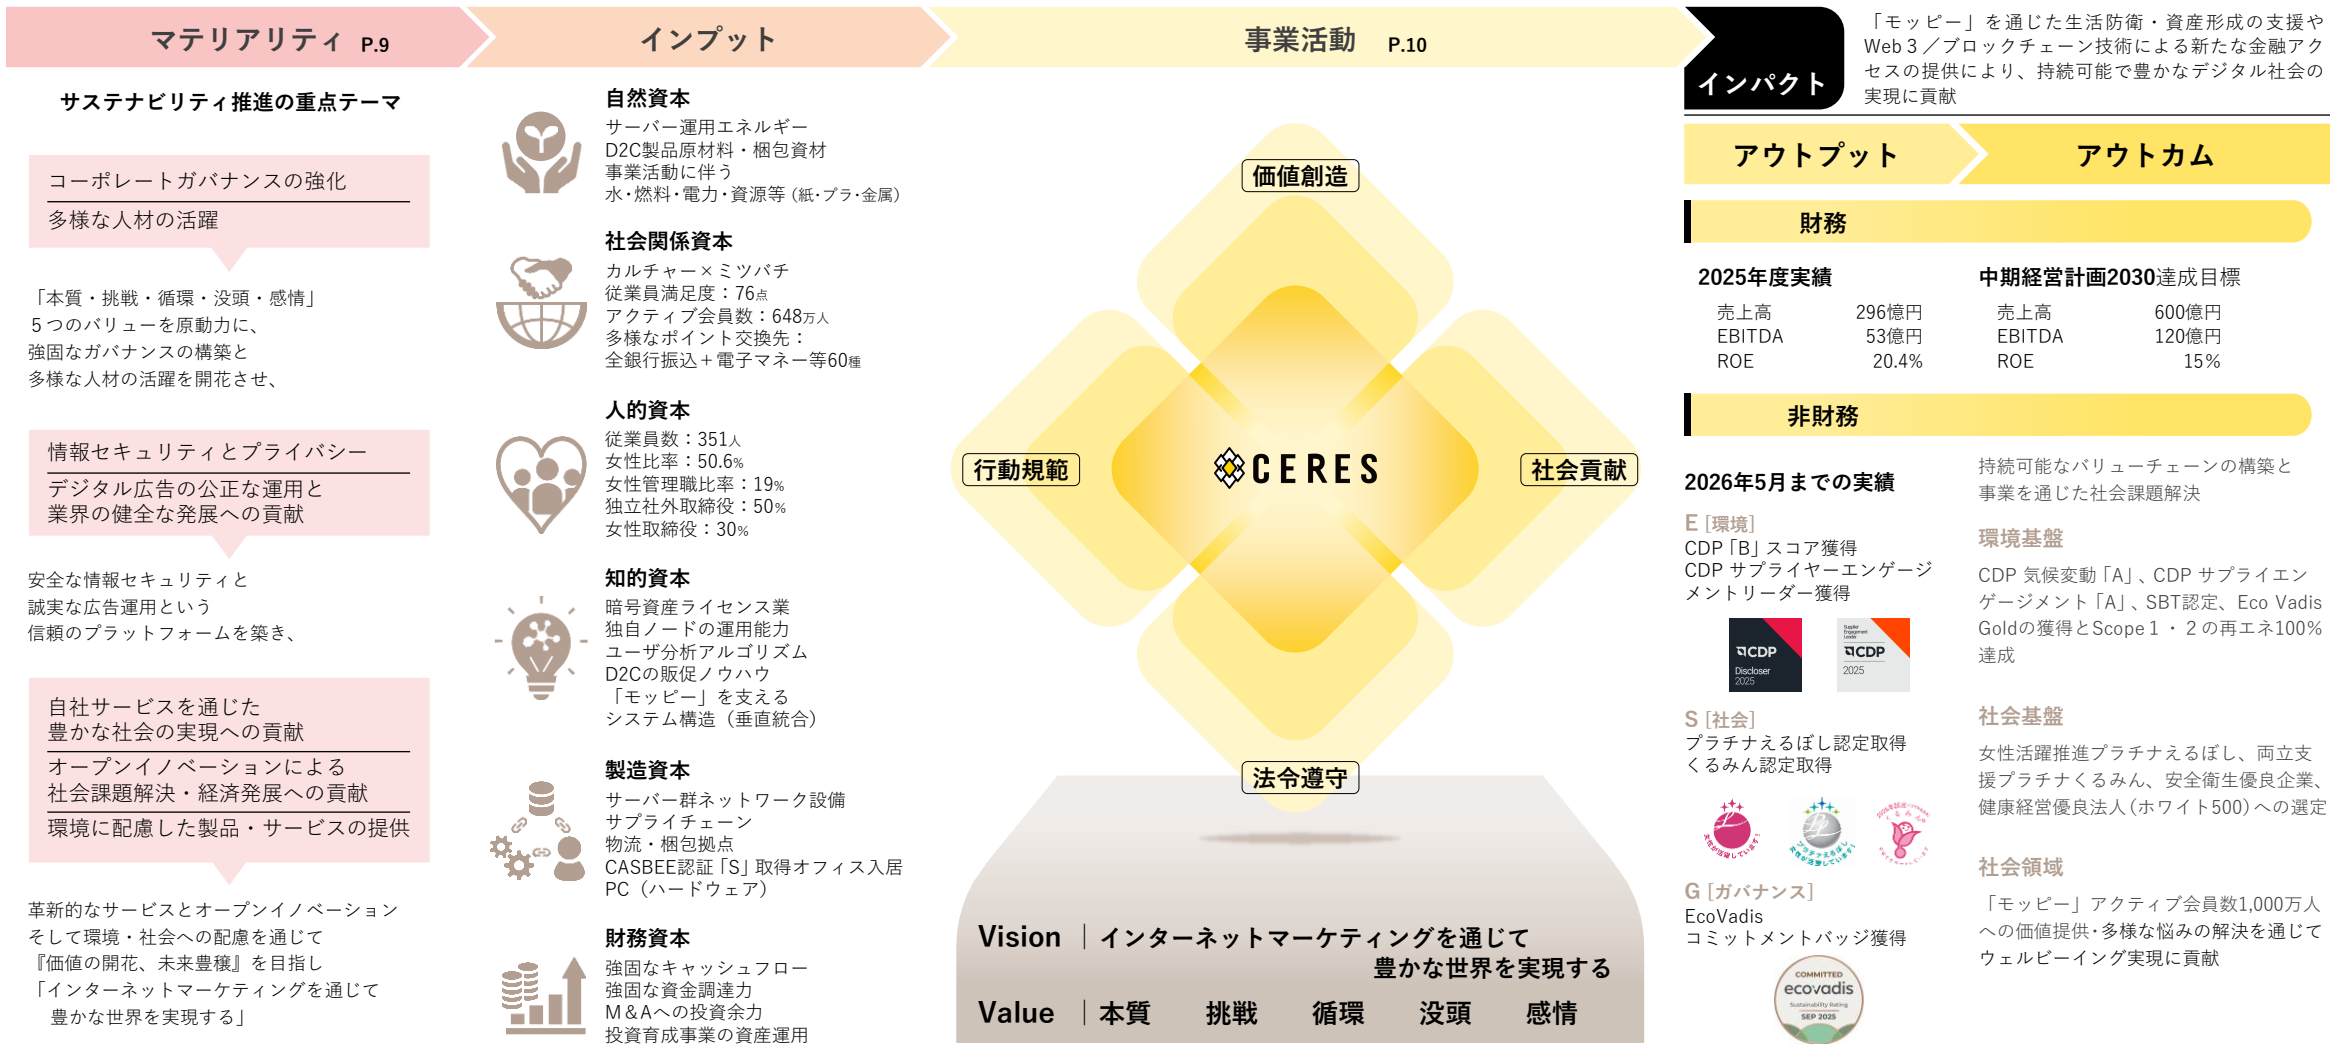 マテリアリティ P.9
サステナビリティ推進の重点テーマ
コーポレートガバナンスの強化
多様な人材の活躍
「本質・挑戦・循環・没頭・感情」
５つのバリューを原動力に、
強固なガバナンスの構築と
多様な人材の活躍を開花させ、
情報セキュリティとプライバシー
デジタル広告の公正な運用と
業界の健全な発展への貢献
安全な情報セキュリティと
誠実な広告運用という
信頼のプラットフォームを築き、
自社サービスを通じた
豊かな社会の実現への貢献
オープンイノベーションによる
社会課題解決・経済発展への貢献
環境に配慮した製品・サービスの提供
革新的なサービスとオープンイノベーション
そして環境・社会への配慮を通じて
『価値の開花、未来豊穣』を目指し
「インターネットマーケティングを通じて
豊かな世界を実現する」
インプット
自然資本
サーバー運用エネルギー
D2C製品原材料・梱包資材
事業活動に伴う
水・燃料・電力・資源等（紙・プラ・金属）
社会関係資本
カルチャー×ミツバチ
従業員満足度：76点
アクティブ会員数：648万人
多様なポイント交換先：
全銀行振込＋電子マネー等60種
人的資本
従業員数：351人
女性比率：50.6%
女性管理職比率：19%
独立社外取締役：50%
女性取締役：30%
知的資本
暗号資産ライセンス業
独自ノードの運用能力
ユーザ分析アルゴリズム
D2Cの販促ノウハウ
「モッピー」を支える
システム構造（垂直統合）
製造資本
サーバー群ネットワーク設備
サプライチェーン
物流・梱包拠点
CASBEE認証「S」取得オフィス入居
PC（ハードウェア）
財務資本
強固なキャッシュフロー
強固な資金調達力
M＆Aへの投資余力
投資育成事業の資産運用
事業活動 P.10
価値創造
行動規範
CERES
社会貢献
法令遵守
Vision｜インターネットマーケティングを通じて
豊かな世界を実現する
Value｜本質 挑戦 循環 没頭 感情
インパクト
「モッピー」を通じた生活防衛・資産形成の支援や
Web３／ブロックチェーン技術による新たな金融アク
セスの提供により、持続可能で豊かなデジタル社会の
実現に貢献
アウトプット
アウトカム
財務
2025年度実績
売上高 296億円
EBITDA 53億円
ROE 20.4%
中期経営計画2030達成目標
売上高 600億円
EBITDA 120億円
ROE 15%
非財務
2026年5月までの実績
E [環境]
CDP「B」スコア獲得
CDP サプライヤーエンゲージ
メントリーダー獲得
CDP
Discloser
2025
Supplier
Engagement
Leader
CDP
2025
S [社会]
プラチナえるぼし認定取得
くるみん認定取得
女性が活躍しています!
プラチナえるぼし
女性が活躍しています!
くるみん
G [ガバナンス]
EcoVadis
コミットメントバッジ獲得
COMMITTED
ecovadis
Sustainability Rating
SEP 2025
持続可能なバリューチェーンの構築と
事業を通じた社会課題解決
環境基盤
CDP 気候変動「A」、CDP サプライエン
ゲージメント「A」、SBT認定、Eco Vadis
Goldの獲得とScope１・２の再エネ100%
達成
社会基盤
女性活躍推進プラチナえるぼし、両立支
援プラチナくるみん、安全衛生優良企業、
健康経営優良法人（ホワイト500）への選定
社会領域
「モッピー」アクティブ会員数1,000万人
への価値提供・多様な悩みの解決を通じて
ウェルビーイング実現に貢献